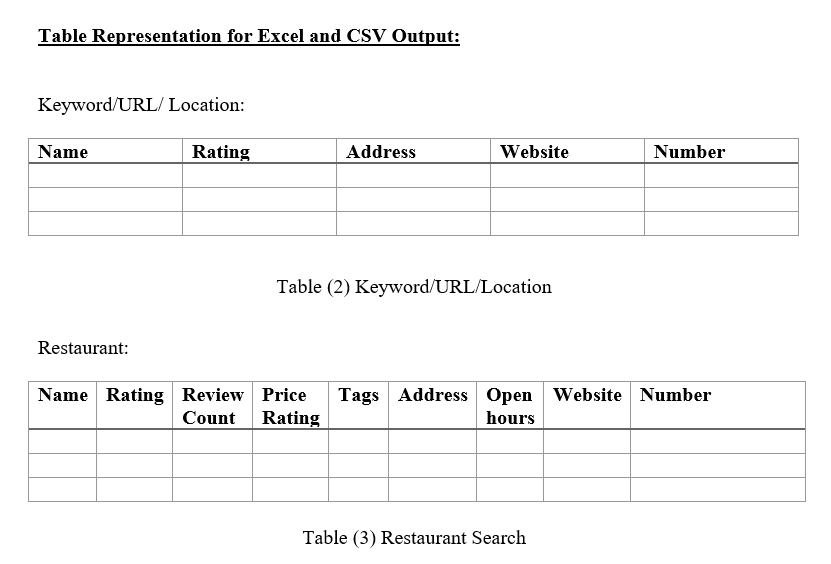 Table Representation for Excel and CSV Output:
Keyword/URL/ Location:
Name Rating Address Website Number
Table (2) Keyword/URL/Location
Restaurant:
Name Rating Review Count Price Rating Tags Address Open hours Website Number
Table (3) Restaurant Search